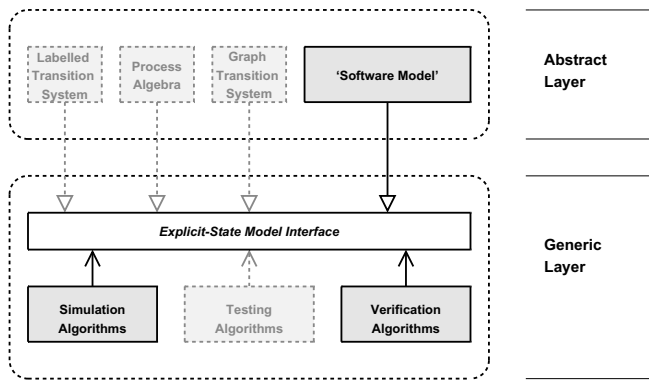 Labelled
Transition
System
Process
Algebra
Graph
Transition
System
‘Software Model’
Abstract
Layer
Explicit-State Model Interface
Generic
Layer
Simulation
Algorithms
Testing
Algorithms
Verification
Algorithms